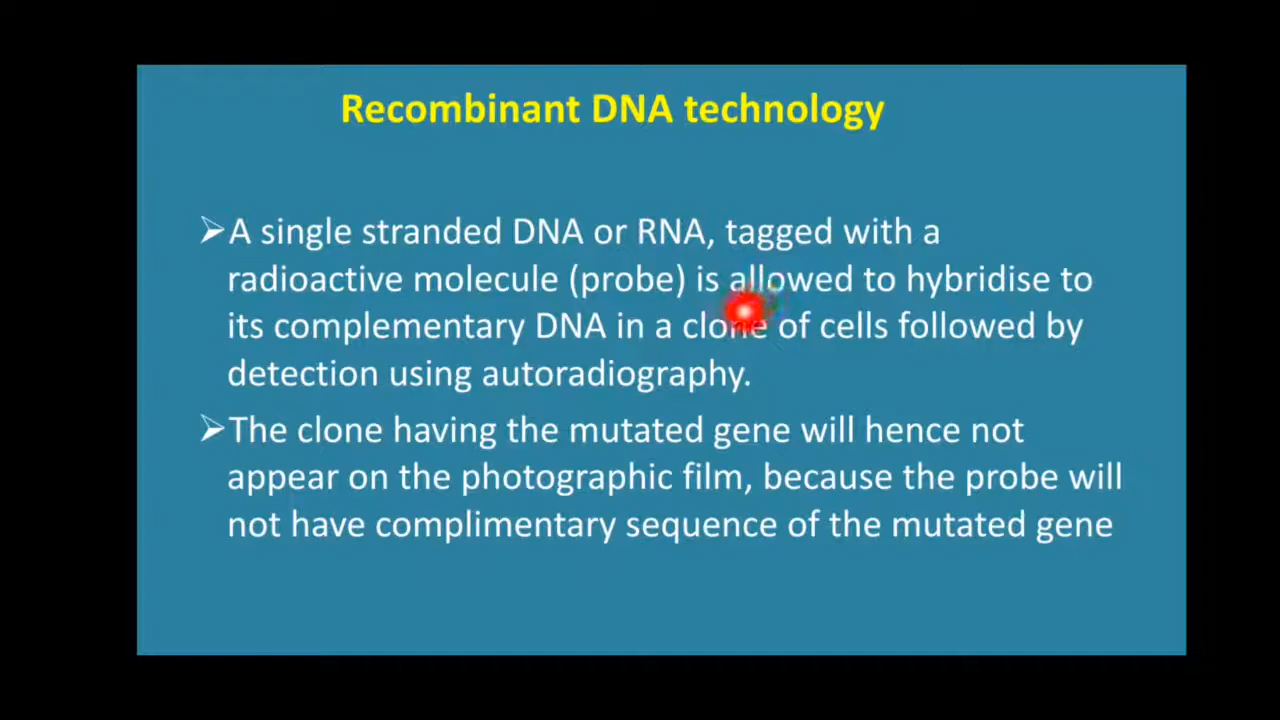 Recombinant DNA technology
➢A single stranded DNA or RNA, tagged with a
radioactive molecule (probe) is allowed to hybridise to
its complementary DNA in a clone of cells followed by
detection using autoradiography.
➢The clone having the mutated gene will hence not
appear on the photographic film, because the probe will
not have complimentary sequence of the mutated gene